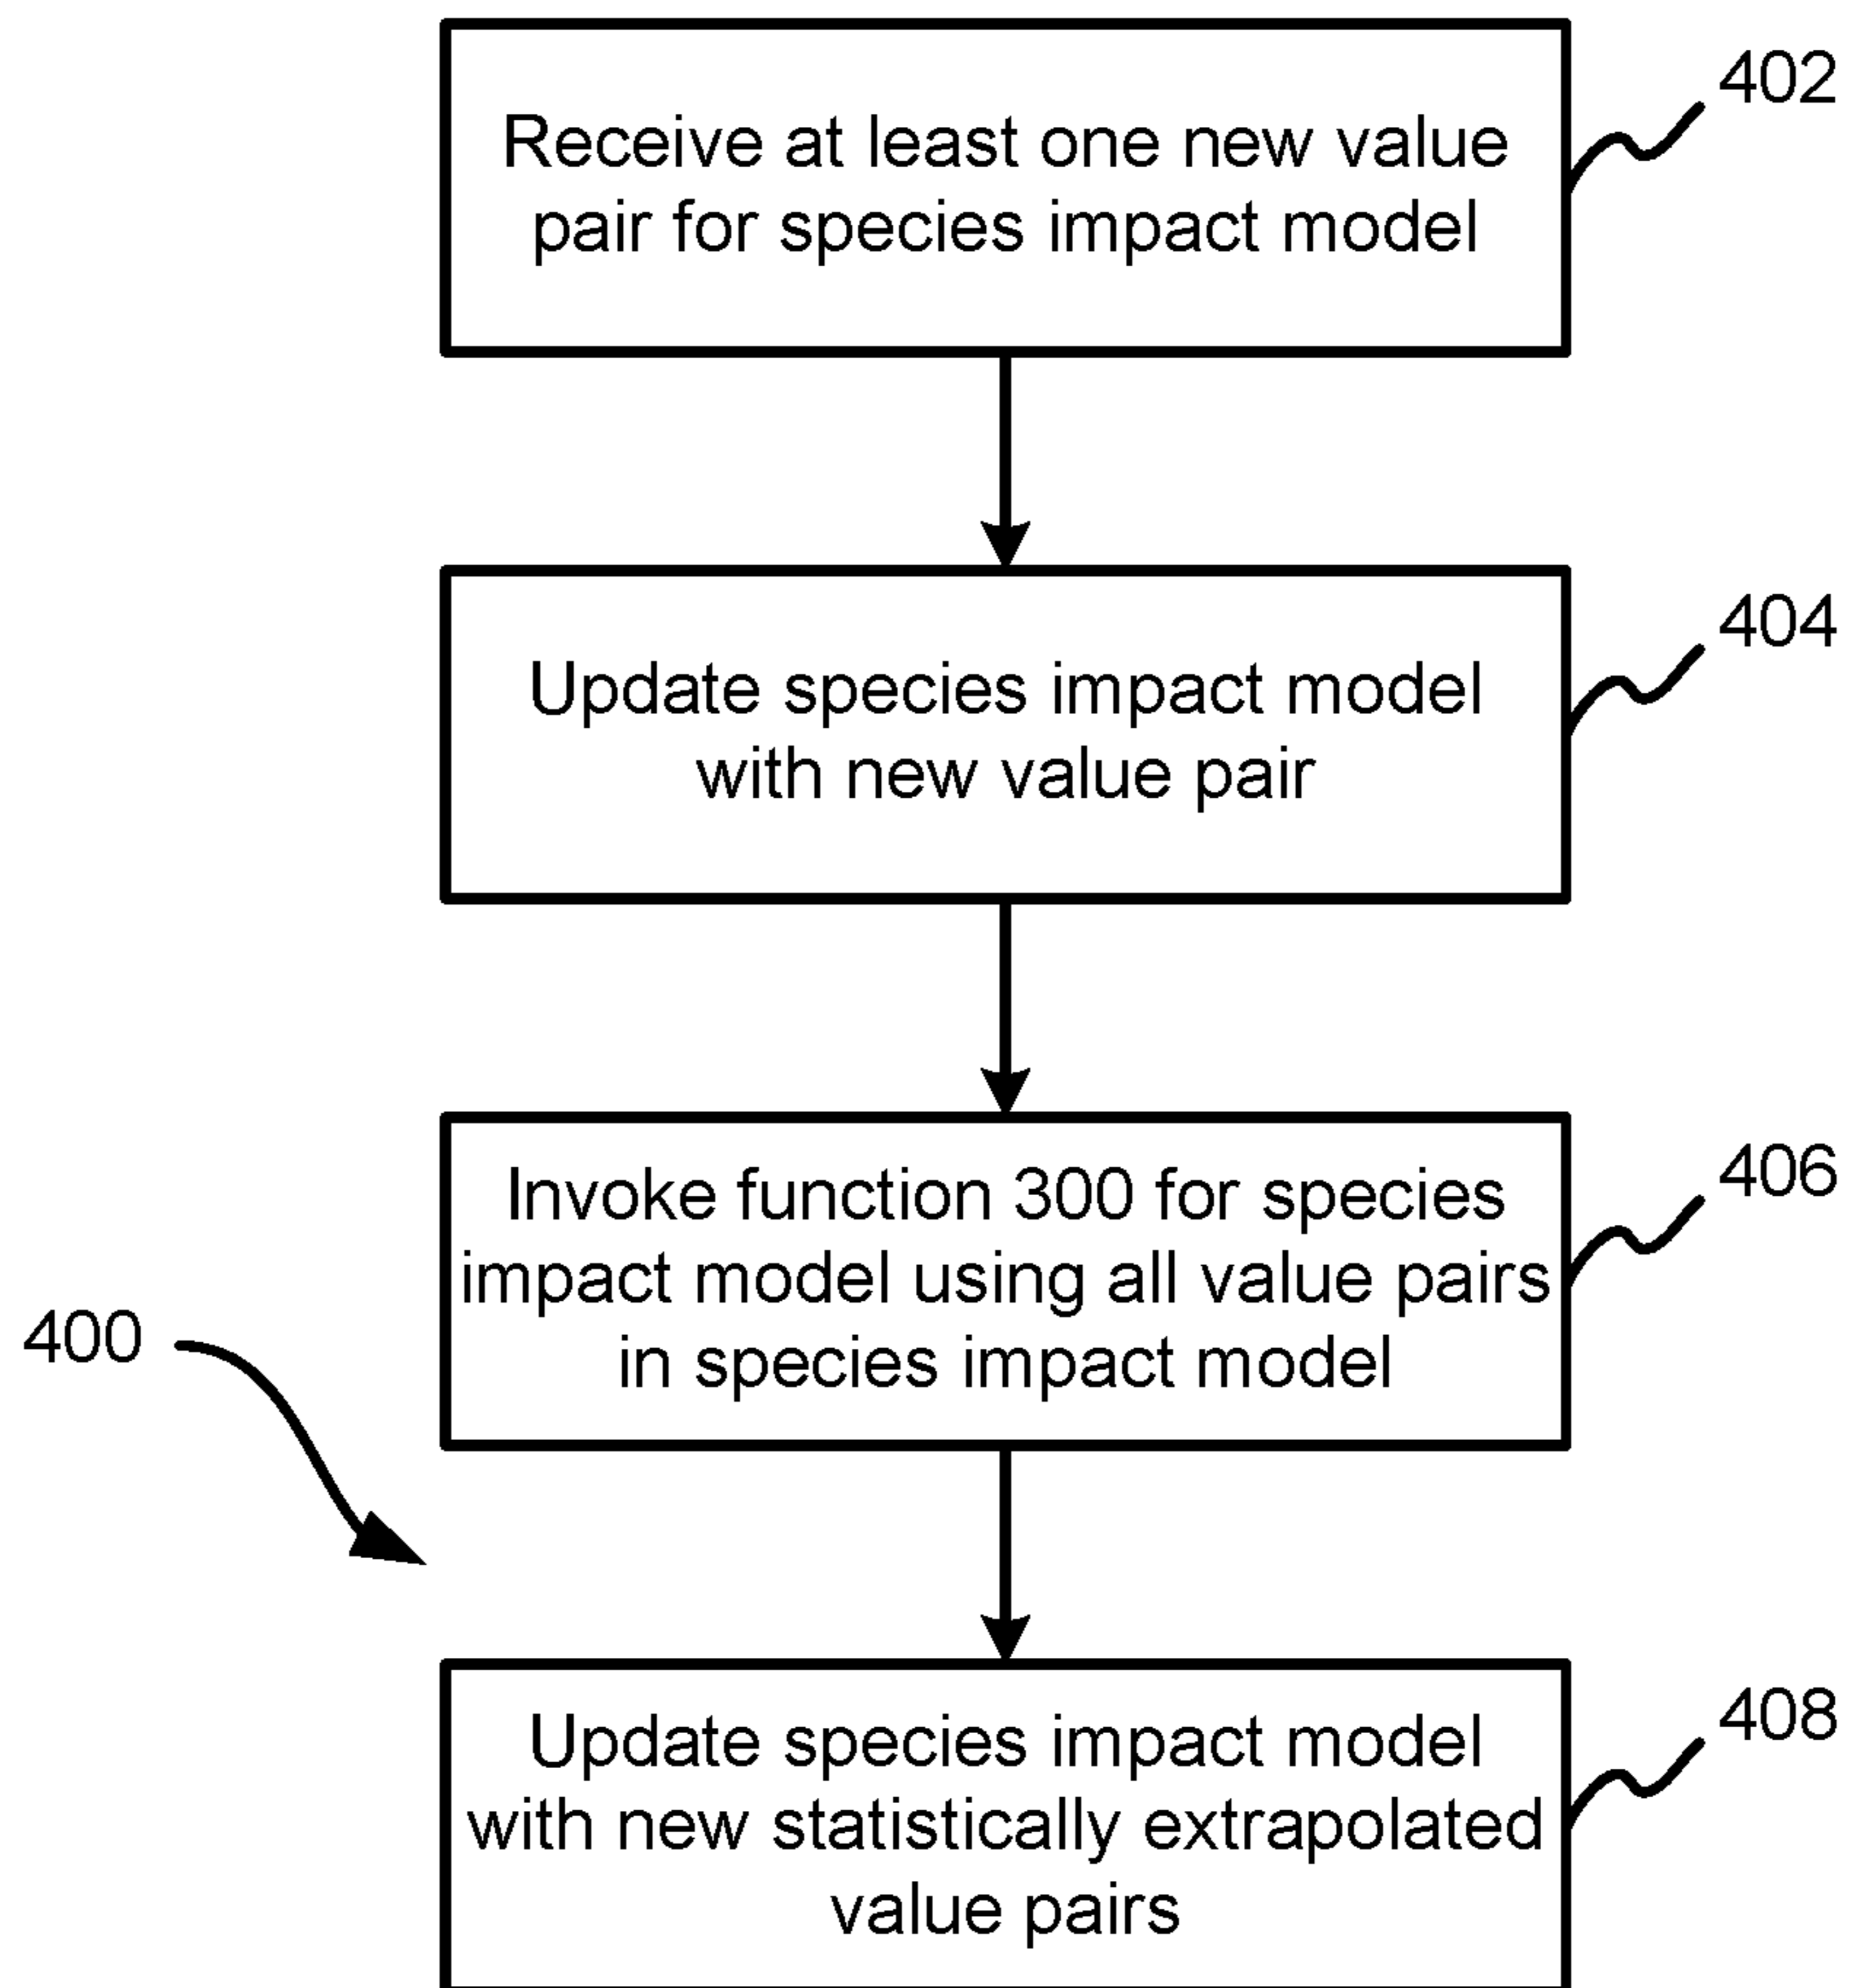 Receive at least one new value
pair for species impact model
402
Update species impact model
with new value pair
404
Invoke function 300 for species
impact model using all value pairs
in species impact model
406
400
Update species impact model
with new statistically extrapolated
value pairs
408